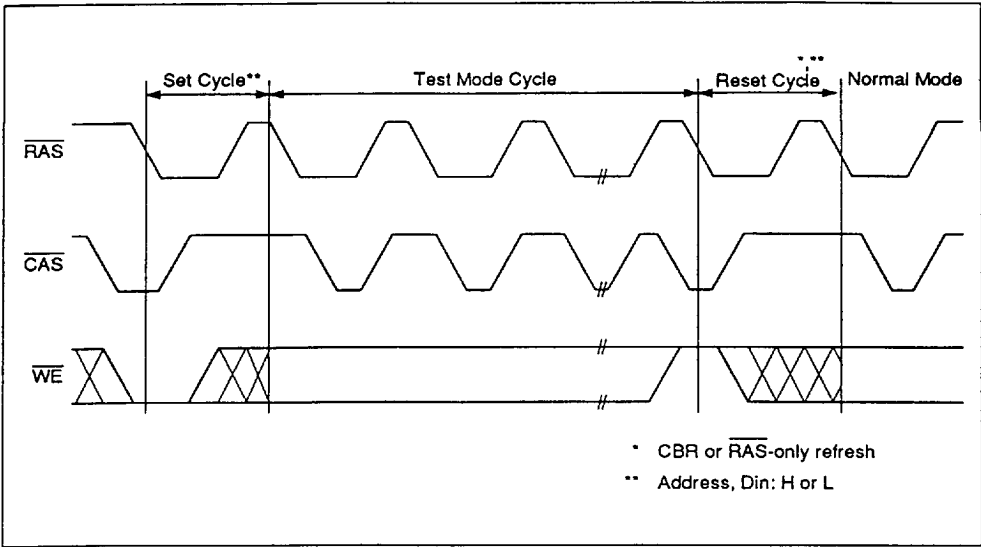 Set Cycle**
Test Mode Cycle
Reset Cycle*,**
Normal Mode
RAS
CAS
WE
* CBR or RAS-only refresh
** Address, Din: H or L